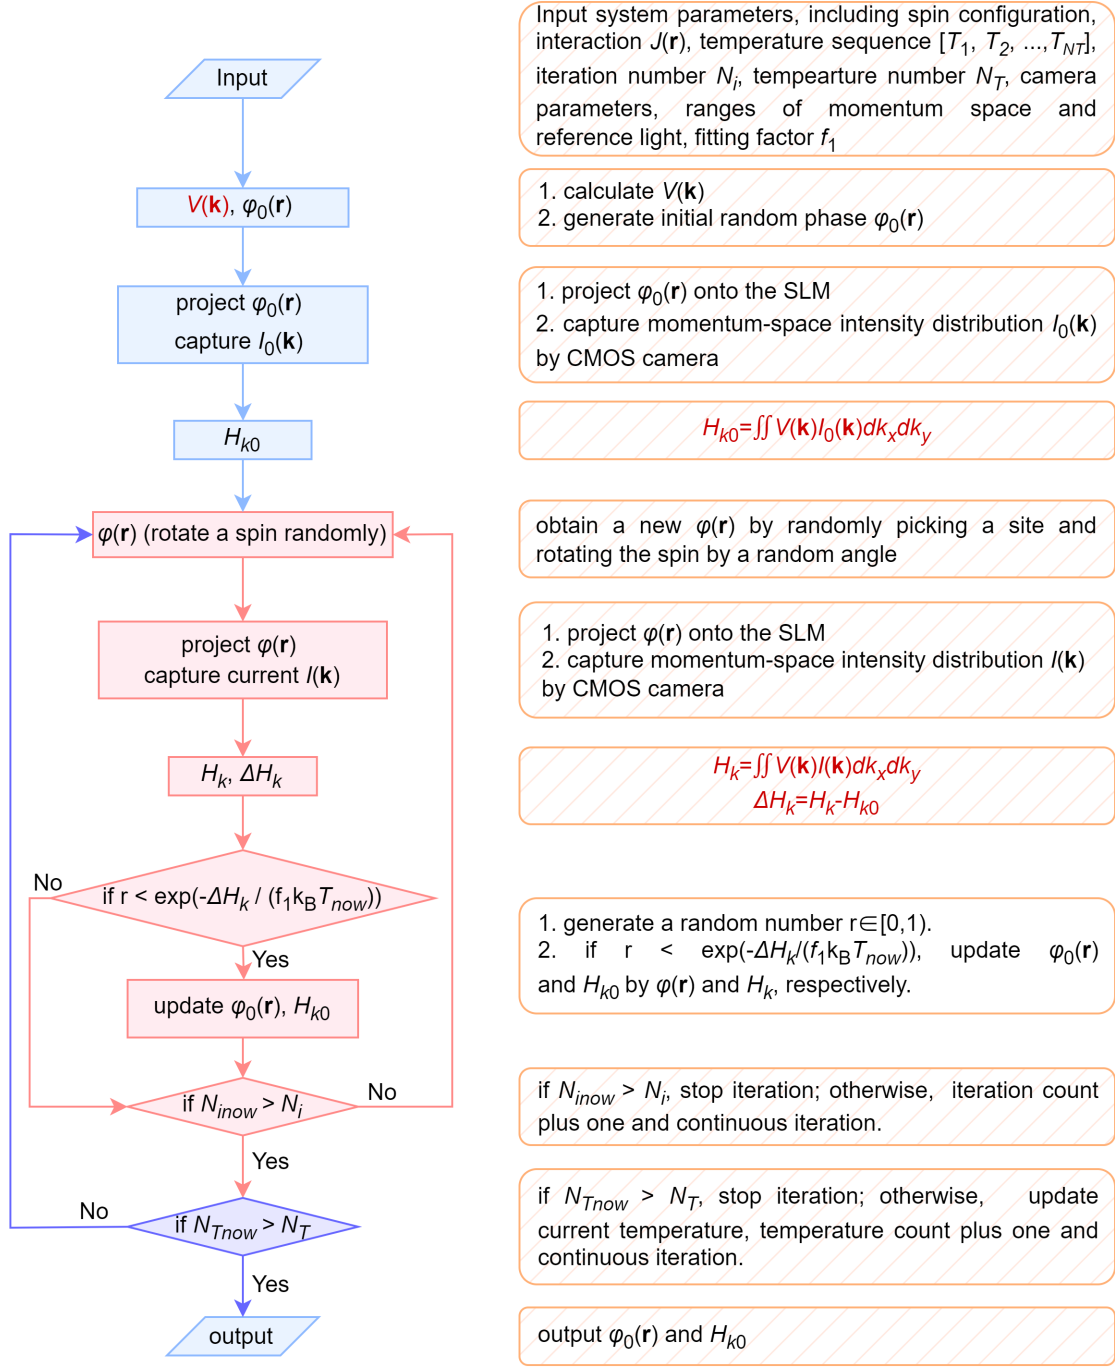 Input
Input system parameters, including spin configuration,
interaction J(r), temperature sequence [T1, T2, ...,TNT],
iteration number Ni, tempearture number NT, camera
parameters, ranges of momentum space and
reference light, fitting factor f1
V(k), φ0(r)
1. calculate V(k)
2. generate initial random phase φ0(r)
project φ0(r)
capture I0(k)
1. project φ0(r) onto the SLM
2. capture momentum-space intensity distribution I0(k)
by CMOS camera
Hk0
Hk0=∬V(k)I0(k)dkxdky
φ(r) (rotate a spin randomly)
obtain a new φ(r) by randomly picking a site and
rotating the spin by a random angle
project φ(r)
capture current I(k)
1. project φ(r) onto the SLM
2. capture momentum-space intensity distribution I(k)
by CMOS camera
Hk, ΔHk
Hk=∬V(k)I(k)dkxdky
ΔHk=Hk-Hk0
No
if r < exp(-ΔHk / (f1kBTnow))
Yes
1. generate a random number r∈[0,1).
2. if r < exp(-ΔHk/(f1kBTnow)), update φ0(r)
and Hk0 by φ(r) and Hk, respectively.
update φ0(r), Hk0
if Ninow > Ni
No
Yes
if Ninow > Ni, stop iteration; otherwise, iteration count
plus one and continuous iteration.
No
if NTnow > NT
Yes
if NTnow > NT, stop iteration; otherwise, update
current temperature, temperature count plus one and
continuous iteration.
output
output φ0(r) and Hk0